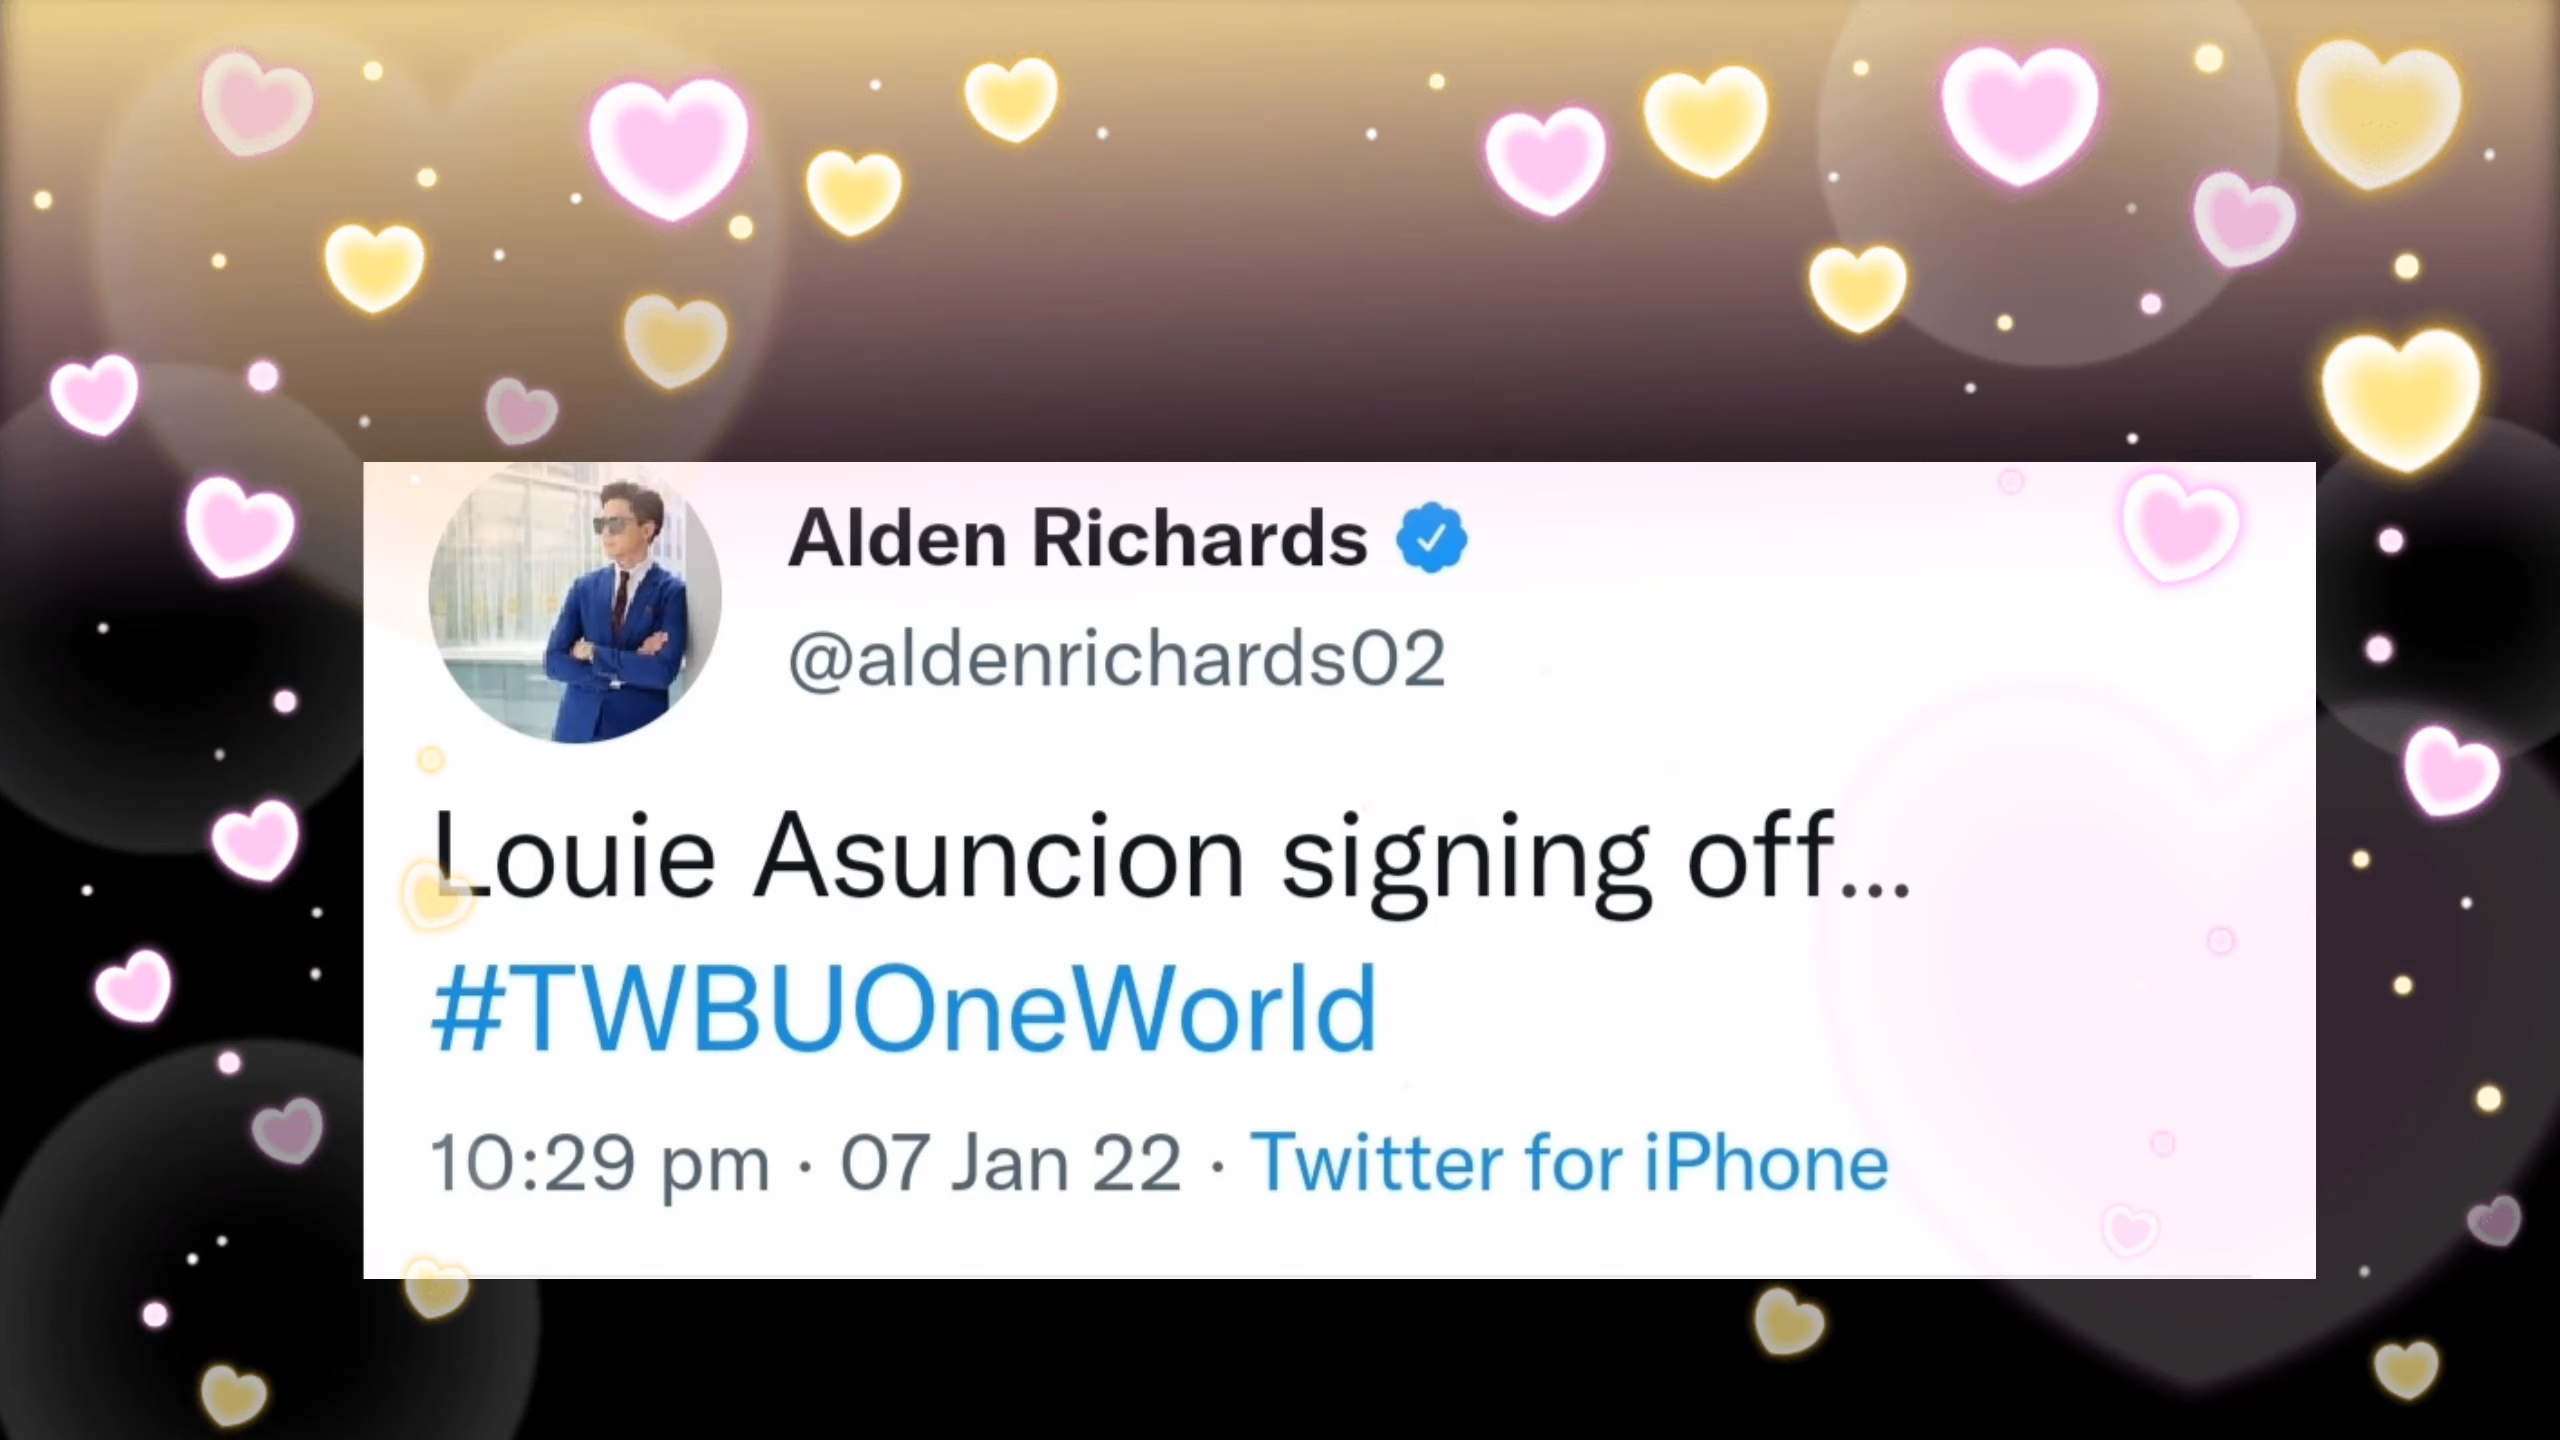 Alden Richards
@aldenrichards02
Louie Asuncion signing off...
#TWBUOneWorld
10:29 pm · 07 Jan 22 · Twitter for iPhone